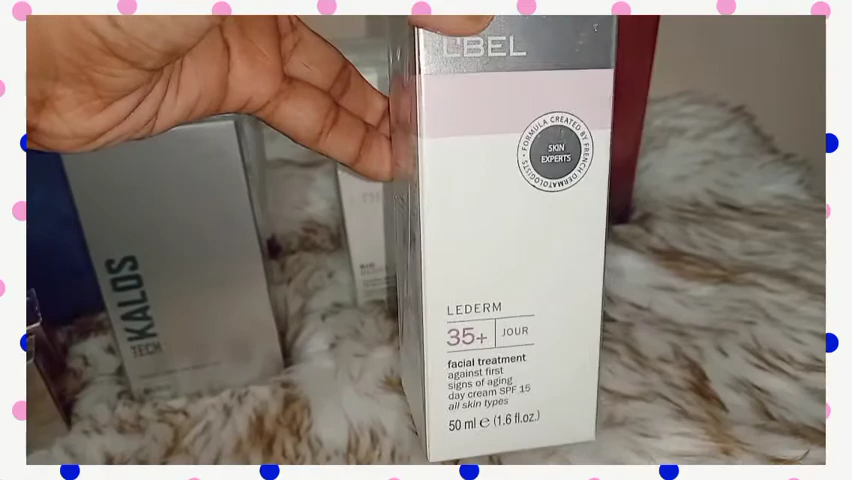 L'BEL
FORMULA CREATED BY FRENCH DERMATOLOGISTS
SKIN
EXPERTS
LEDERM
35+ JOUR
facial treatment
against first
signs of aging
day cream SPF 15
all skin types
50 ml e (1.6 fl.oz.)
KALOS
TECH